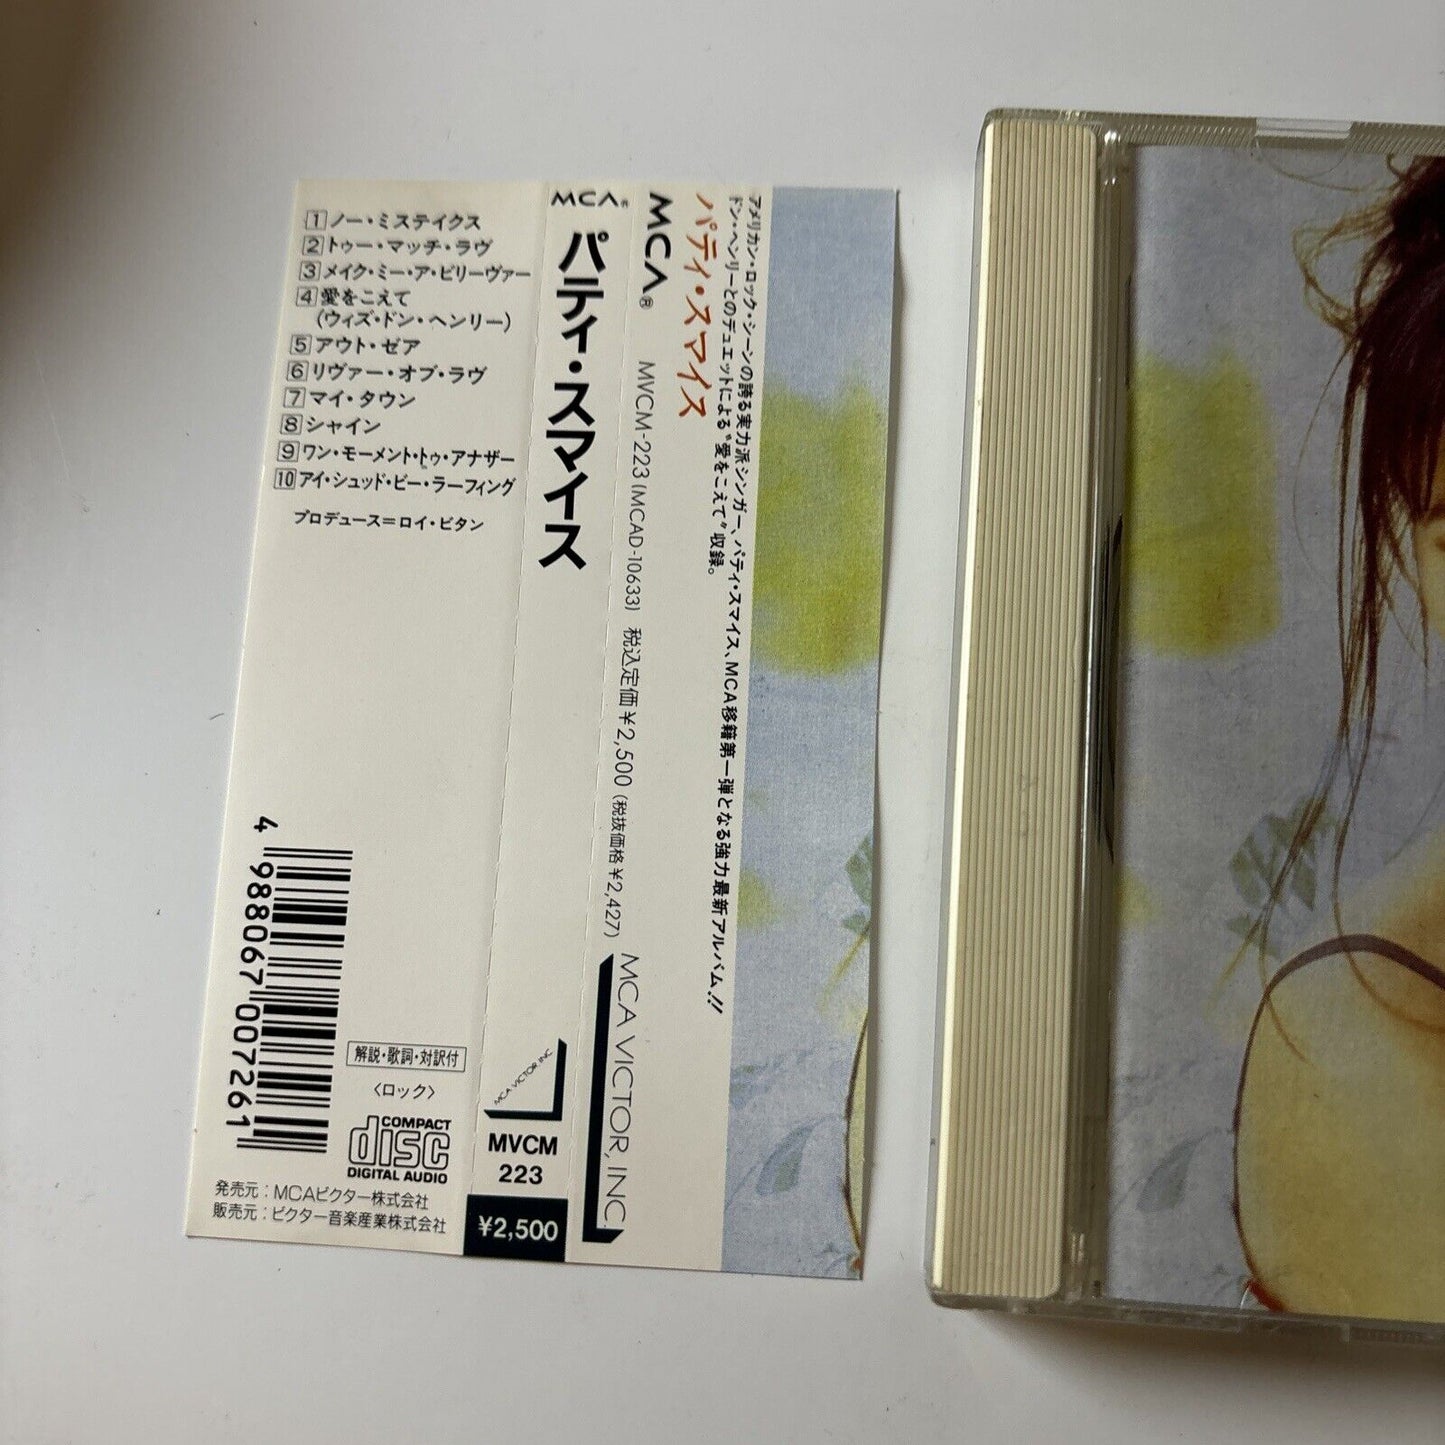 1 ノー・ミステイクス
2 トゥー・マッチ・ラヴ
3 メイク・ミー・ア・ビリーヴァー
4 愛をこえて
(ウィズ・ドン・ヘンリー)
5 アウト・ゼア
6 リヴァー・オブ・ラヴ
7 マイ・タウン
8 シャイン
9 ワン・モーメント・トゥ・アナザー
10 アイ・シュッド・ビー・ラーフィング
プロデュース=ロイ・ビタン
4 988067 007261
解説・歌詞・対訳付
〈ロック〉
COMPACT
disc
DIGITAL AUDIO
発売元:MCAビクター株式会社
販売元:ビクター音楽産業株式会社
MCA®
パティ・スマイス
MCA VICTOR, INC.
MVCM
223
¥2,500
MCA®
MVCM-223 (MCAD-10633) 税込定価¥2,500 (税抜価格¥2,427)
MCA VICTOR, INC.
パティ・スマイス
アメリカン・ロック・シーンの誇る実力派シンガー、パティ・スマイス、MCA移籍第一弾となる強力最新アルバム!!
ドン・ヘンリーとのデュエットによる“愛をこえて”収録。